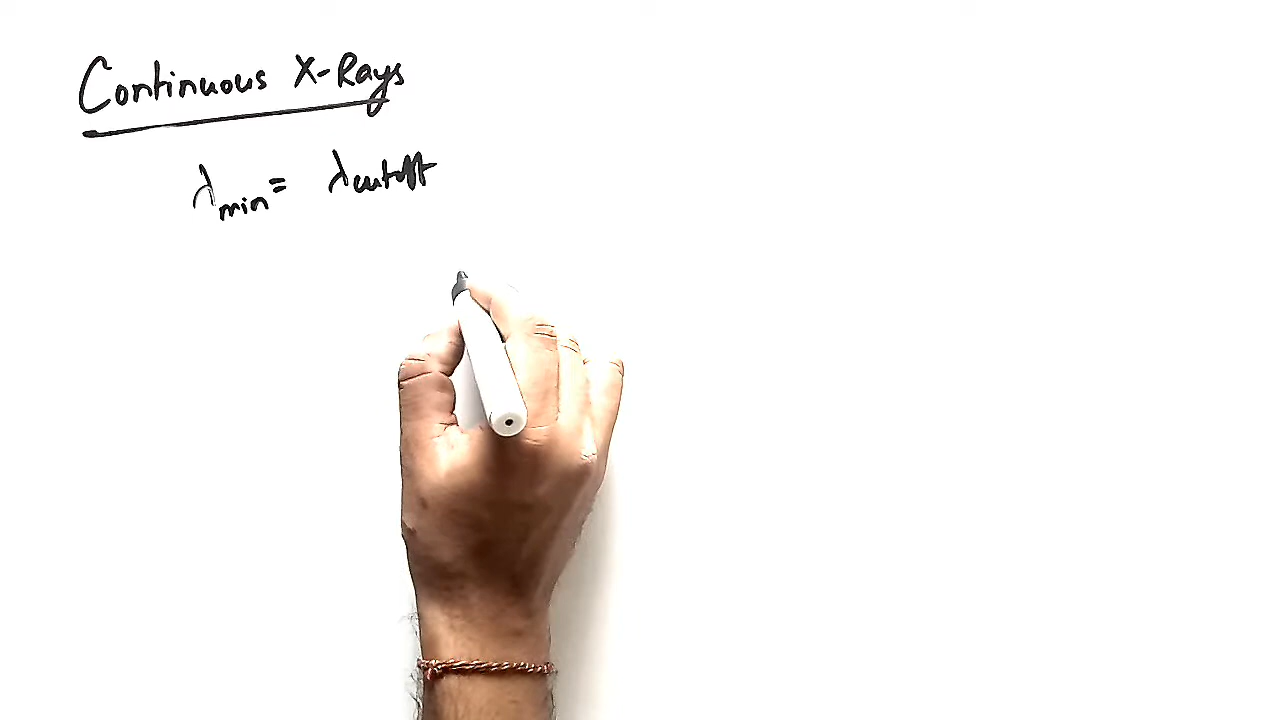 Continuous X-Rays
λmin = λcutoff